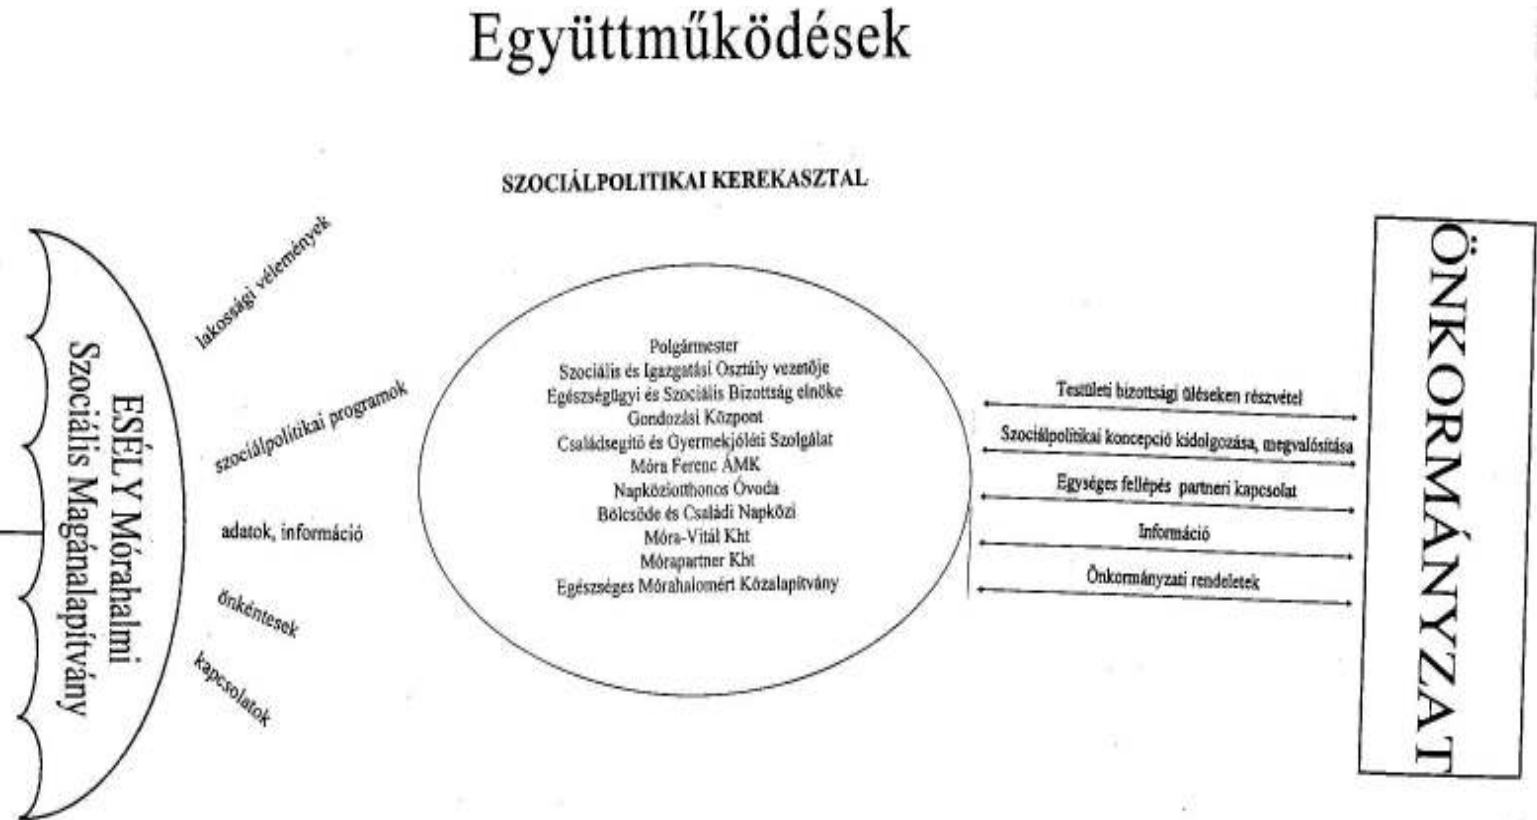 Együttműködések
SZOCIÁLPOLITIKAI KEREKASZTAL
ESÉLY Mórahalmi
Szociális Magánalapítvány
lakossági vélemények
szociálpolitikai programok
adatok, információ
önkéntesek
kapcsolatok
Polgármester
Szociális és Igazgatási Osztály vezetője
Egészségügyi és Szociális Bizottság elnöke
Gondozási Központ
Családsegítő és Gyermekjóléti Szolgálat
Móra Ferenc ÁMK
Napköziotthonos Óvoda
Bölcsőde és Családi Napközi
Móra-Vitál Kht
Mórapartner Kht
Egészséges Mórahalomért Közalapítvány
Testületi bizottsági üléseken részvétel
Szociálpolitikai koncepció kidolgozása, megvalósítása
Egységes fellépés partneri kapcsolat
Információ
Önkormányzati rendeletek
ÖNKORMÁNYZAT